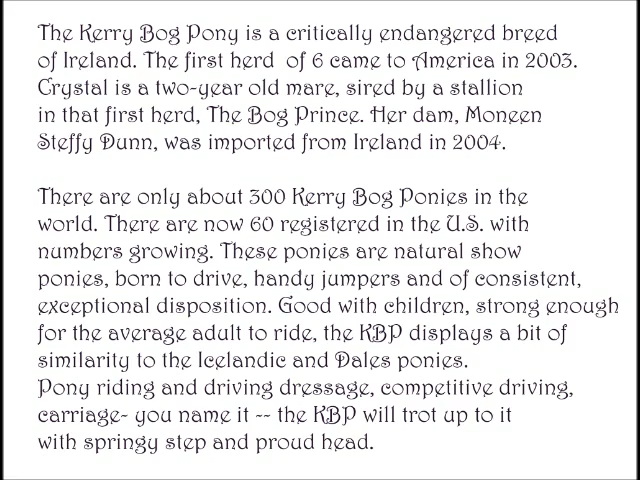 The Kerry Bog Pony is a critically endangered breed
of Ireland. The first herd of 6 came to America in 2003.
Crystal is a two-year old mare, sired by a stallion
in that first herd, The Bog Prince. Her dam, Moneen
Steffy Dunn, was imported from Ireland in 2004.

There are only about 300 Kerry Bog Ponies in the
world. There are now 60 registered in the U.S. with
numbers growing. These ponies are natural show
ponies, born to drive, handy jumpers and of consistent,
exceptional disposition. Good with children, strong enough
for the average adult to ride, the KBP displays a bit of
similarity to the Icelandic and Dales ponies.
Pony riding and driving dressage, competitive driving,
carriage- you name it -- the KBP will trot up to it
with springy step and proud head.